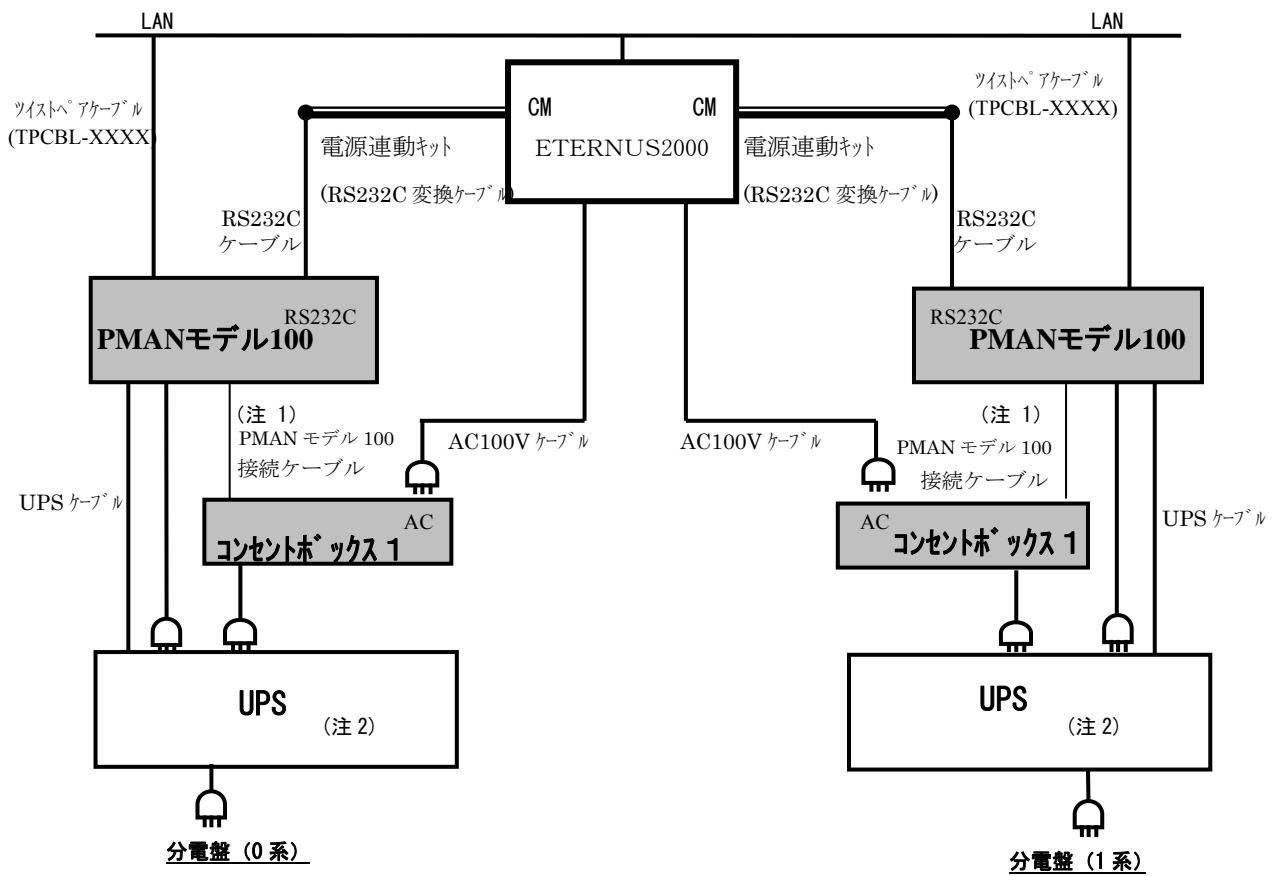 LAN
LAN
ツイストペアケーブル
(TPCBL-XXXX)
CM
CM
ETERNUS2000
ツイストペアケーブル
(TPCBL-XXXX)
電源連動キット
(RS232C 変換ケーブル)
電源連動キット
(RS232C 変換ケーブル)
RS232C
ケーブル
RS232C
ケーブル
RS232C
PMANモデル100
RS232C
PMANモデル100
(注 1)
PMAN モデル 100
接続ケーブル
AC100V ケーブル
AC100V ケーブル
(注 1)
PMAN モデル 100
接続ケーブル
UPS ケーブル
AC
コンセントボックス 1
AC
コンセントボックス 1
UPS ケーブル
UPS
(注 2)
UPS
(注 2)
分電盤 (0 系)
分電盤 (1 系)